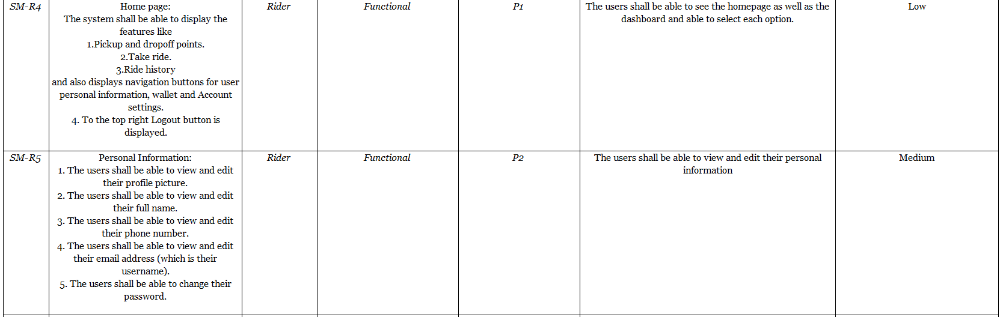 SM-R4
Home page:
The system shall be able to display the
features like
1.Pickup and dropoff points.
2.Take ride.
3.Ride history
and also displays navigation buttons for user
personal information, wallet and Account
settings.
4. To the top right Logout button is
displayed.
Rider
Functional
P1
The users shall be able to see the homepage as well as the
dashboard and able to select each option.
Low
SM-R5
Personal Information:
1. The users shall be able to view and edit
their profile picture.
2. The users shall be able to view and edit
their full name.
3. The users shall be able to view and edit
their phone number.
4. The users shall be able to view and edit
their email address (which is their
username).
5. The users shall be able to change their
password.
Rider
Functional
P2
The users shall be able to view and edit their personal
information
Medium